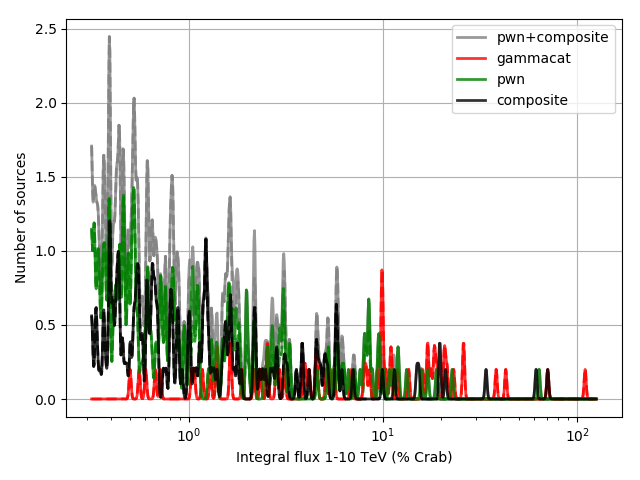 pwn+composite
gammacat
pwn
composite
Number of sources
2.5
2.0
1.5
1.0
0.5
0.0
10^0 10^1 10^2
Integral flux 1-10 TeV (% Crab)